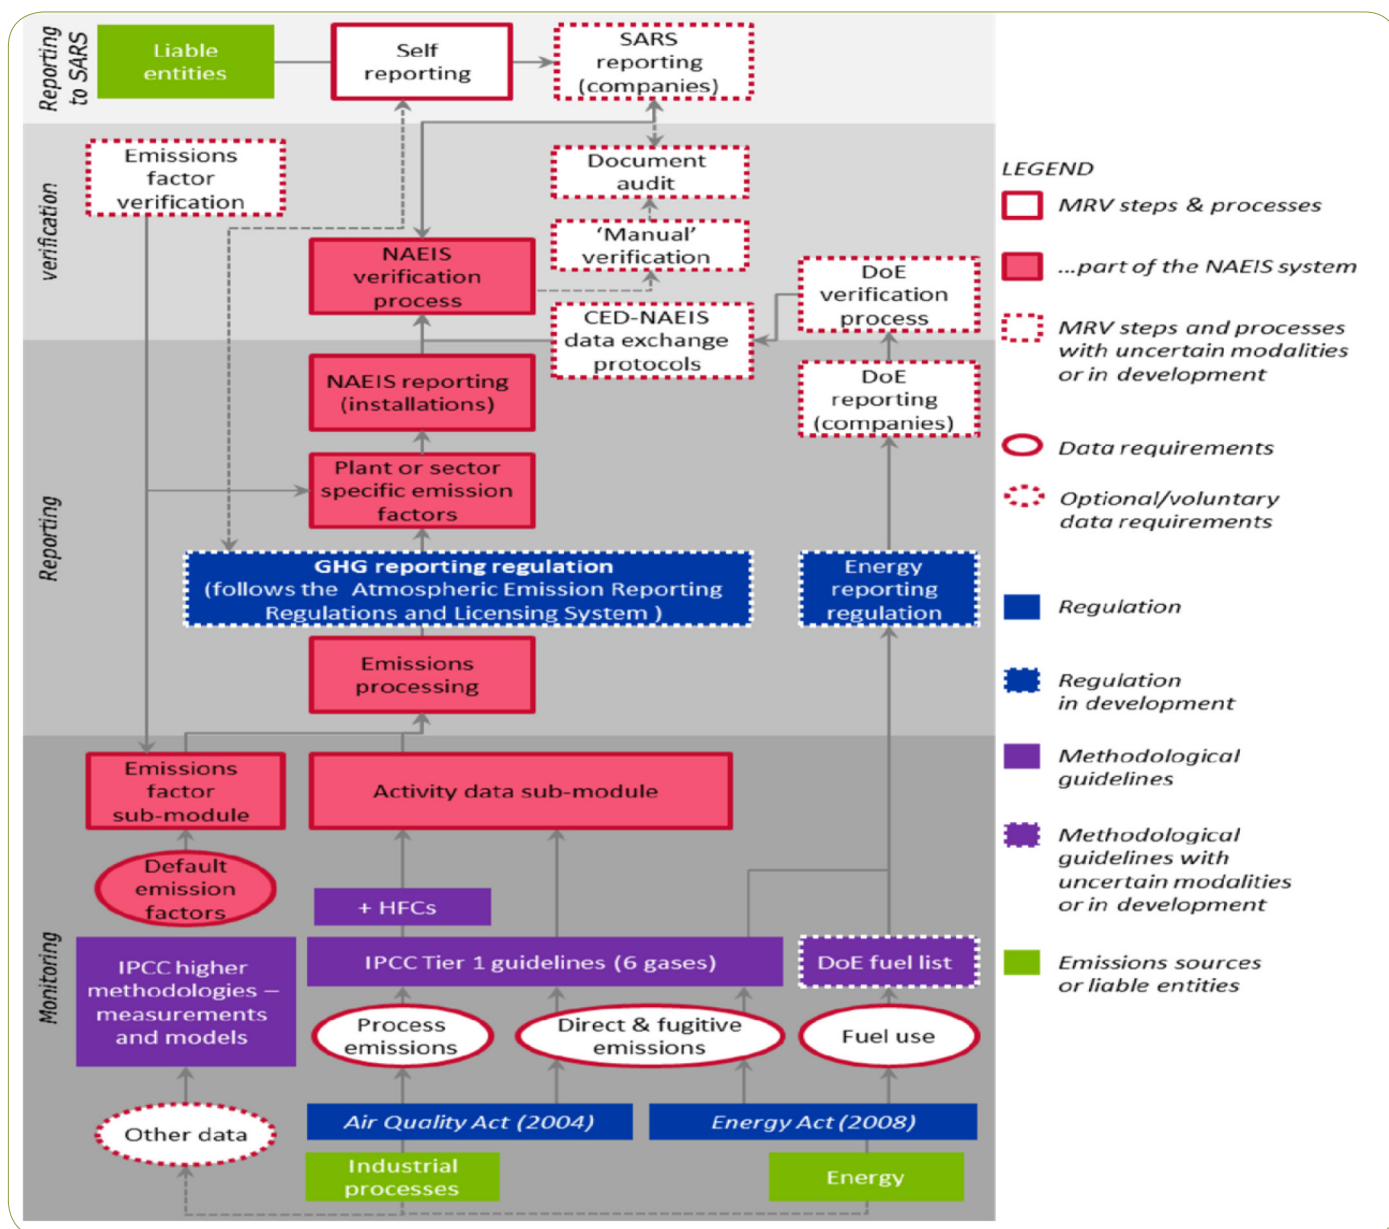 Reporting
to SARS
Liable
entities
Self
reporting
SARS
reporting
(companies)
verification
Emissions
factor
verification
Document
audit
‘Manual’
verification
NAEIS
verification
process
DoE
verification
process
CED-NAEIS
data exchange
protocols
Reporting
NAEIS reporting
(installations)
DoE
reporting
(companies)
Plant or sector
specific emission
factors
GHG reporting regulation
(follows the Atmospheric Emission Reporting
Regulations and Licensing System )
Energy
reporting
regulation
Emissions
processing
Monitoring
Emissions
factor
sub-module
Activity data sub-module
Default
emission
factors
+ HFCs
IPCC higher
methodologies –
measurements
and models
IPCC Tier 1 guidelines (6 gases)
DoE fuel list
Process
emissions
Direct & fugitive
emissions
Fuel use
Other data
Air Quality Act (2004)
Energy Act (2008)
Industrial
processes
Energy
LEGEND
MRV steps & processes
...part of the NAEIS system
MRV steps and processes
with uncertain modalities
or in development
Data requirements
Optional/voluntary
data requirements
Regulation
Regulation
in development
Methodological
guidelines
Methodological
guidelines with
uncertain modalities
or in development
Emissions sources
or liable entities